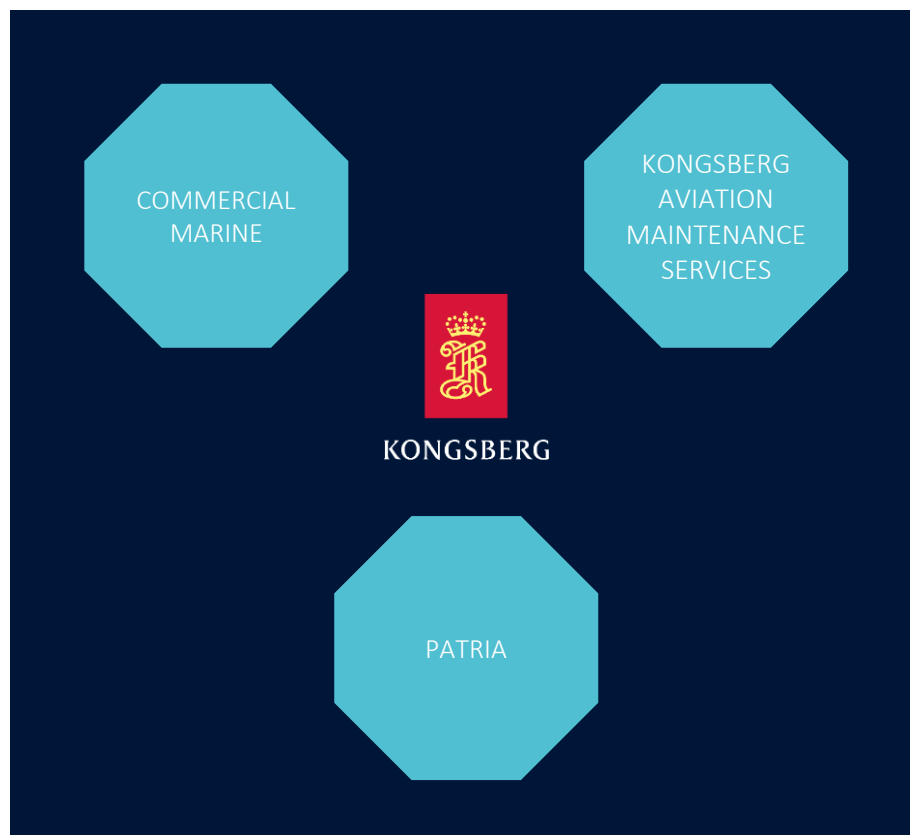 COMMERCIAL
MARINE
KONGSBERG
AVIATION
MAINTENANCE
SERVICES
KONGSBERG
PATRIA